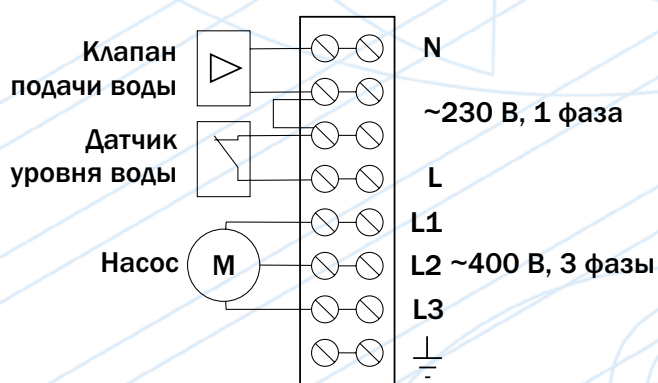 Клапан
подачи воды
N
~230 В, 1 фаза
Датчик
уровня воды
L
L1
Насос
M
L2 ~400 В, 3 фазы
L3